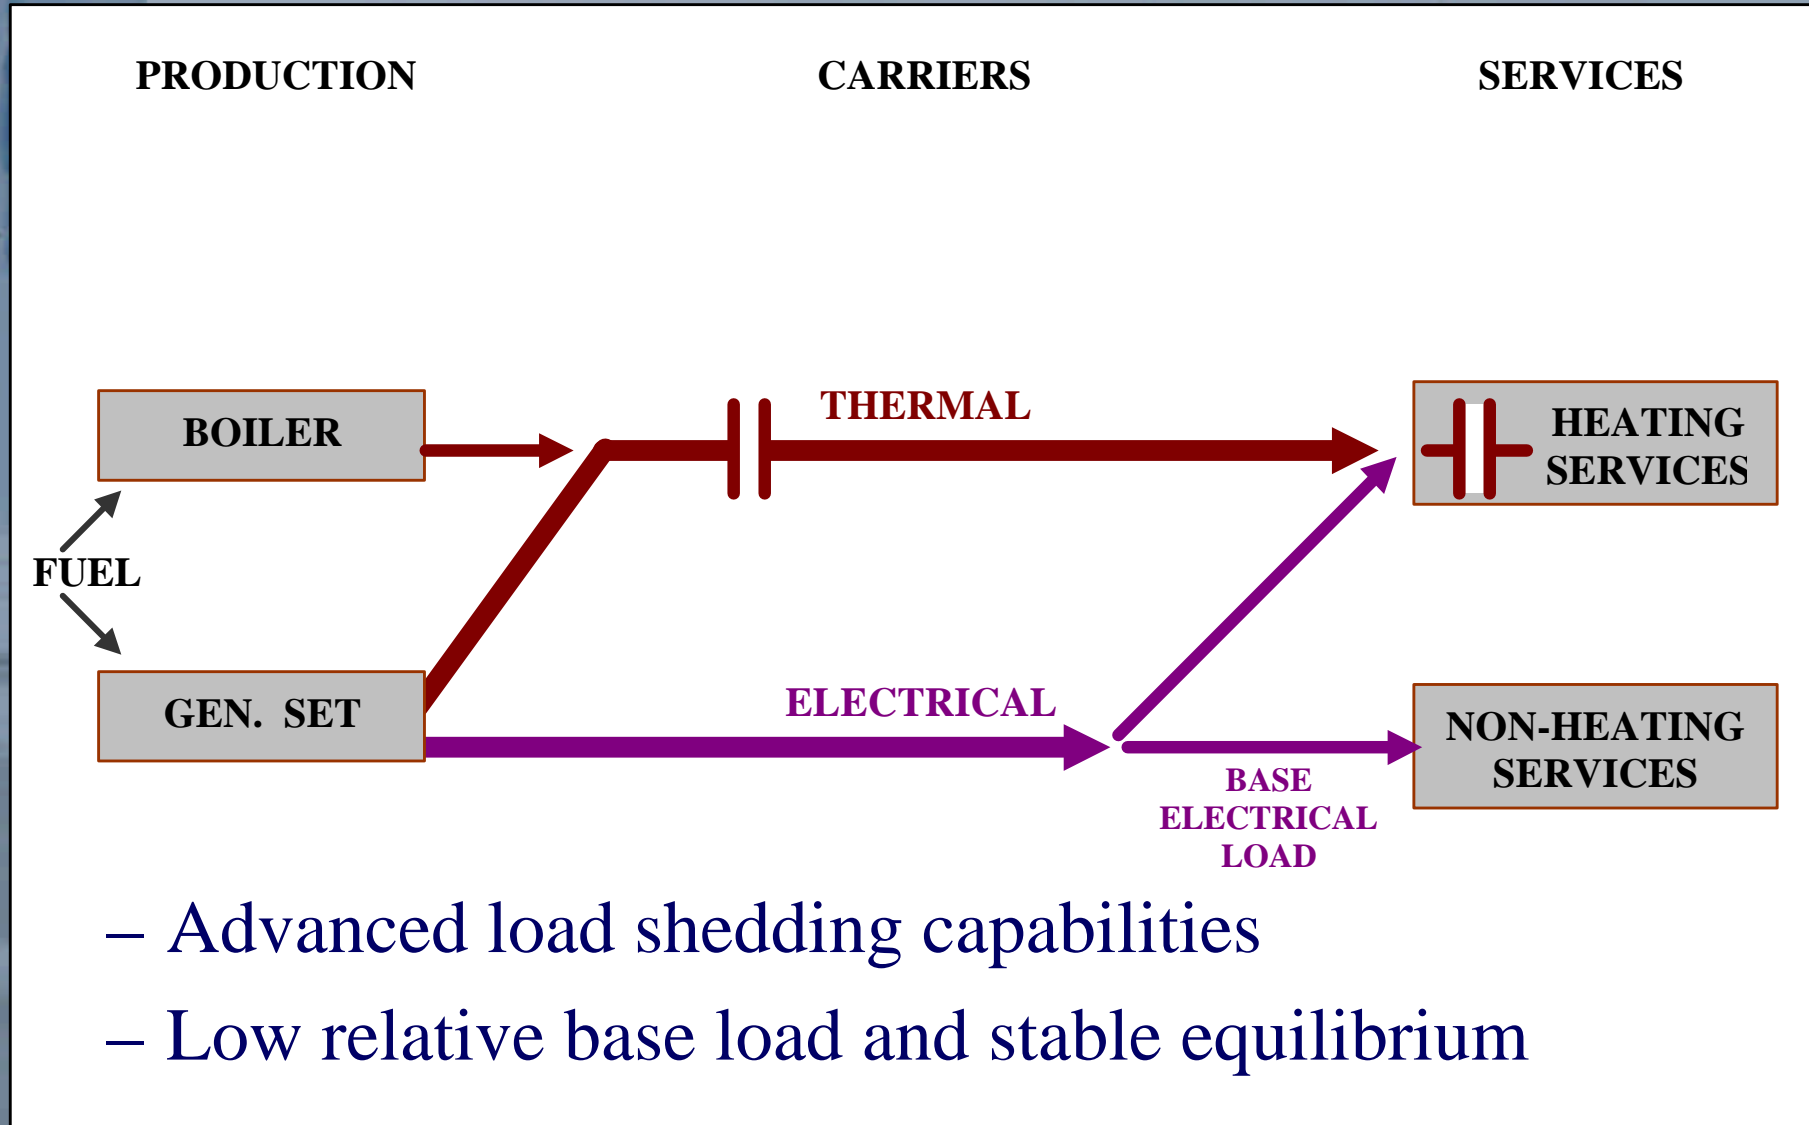 PRODUCTION
CARRIERS
SERVICES
BOILER
THERMAL
HEATING
SERVICES
FUEL
GEN. SET
ELECTRICAL
NON-HEATING
SERVICES
BASE
ELECTRICAL
LOAD
– Advanced load shedding capabilities
– Low relative base load and stable equilibrium